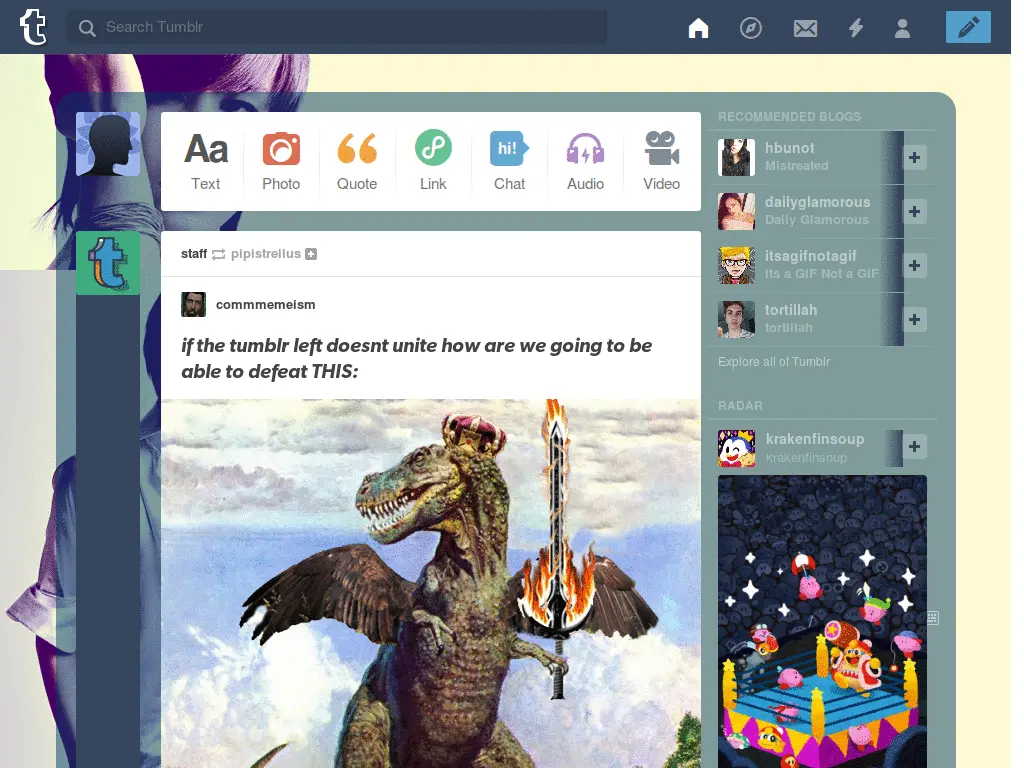 t
Search Tumblr
Aa
hi!
Text
Photo
Quote
Link
Chat
Audio
Video
t
staff pipistrellus
commmemeism
if the tumblr left doesnt unite how are we going to be
able to defeat THIS:
RECOMMENDED BLOGS
hbunot
Mistreated
dailyglamorous
Daily Glamorous
itsagifnotagif
Its a GIF Not a GIF
tortillah
tortillah
Explore all of Tumblr
RADAR
krakenfinsoup
krakenfinsoup